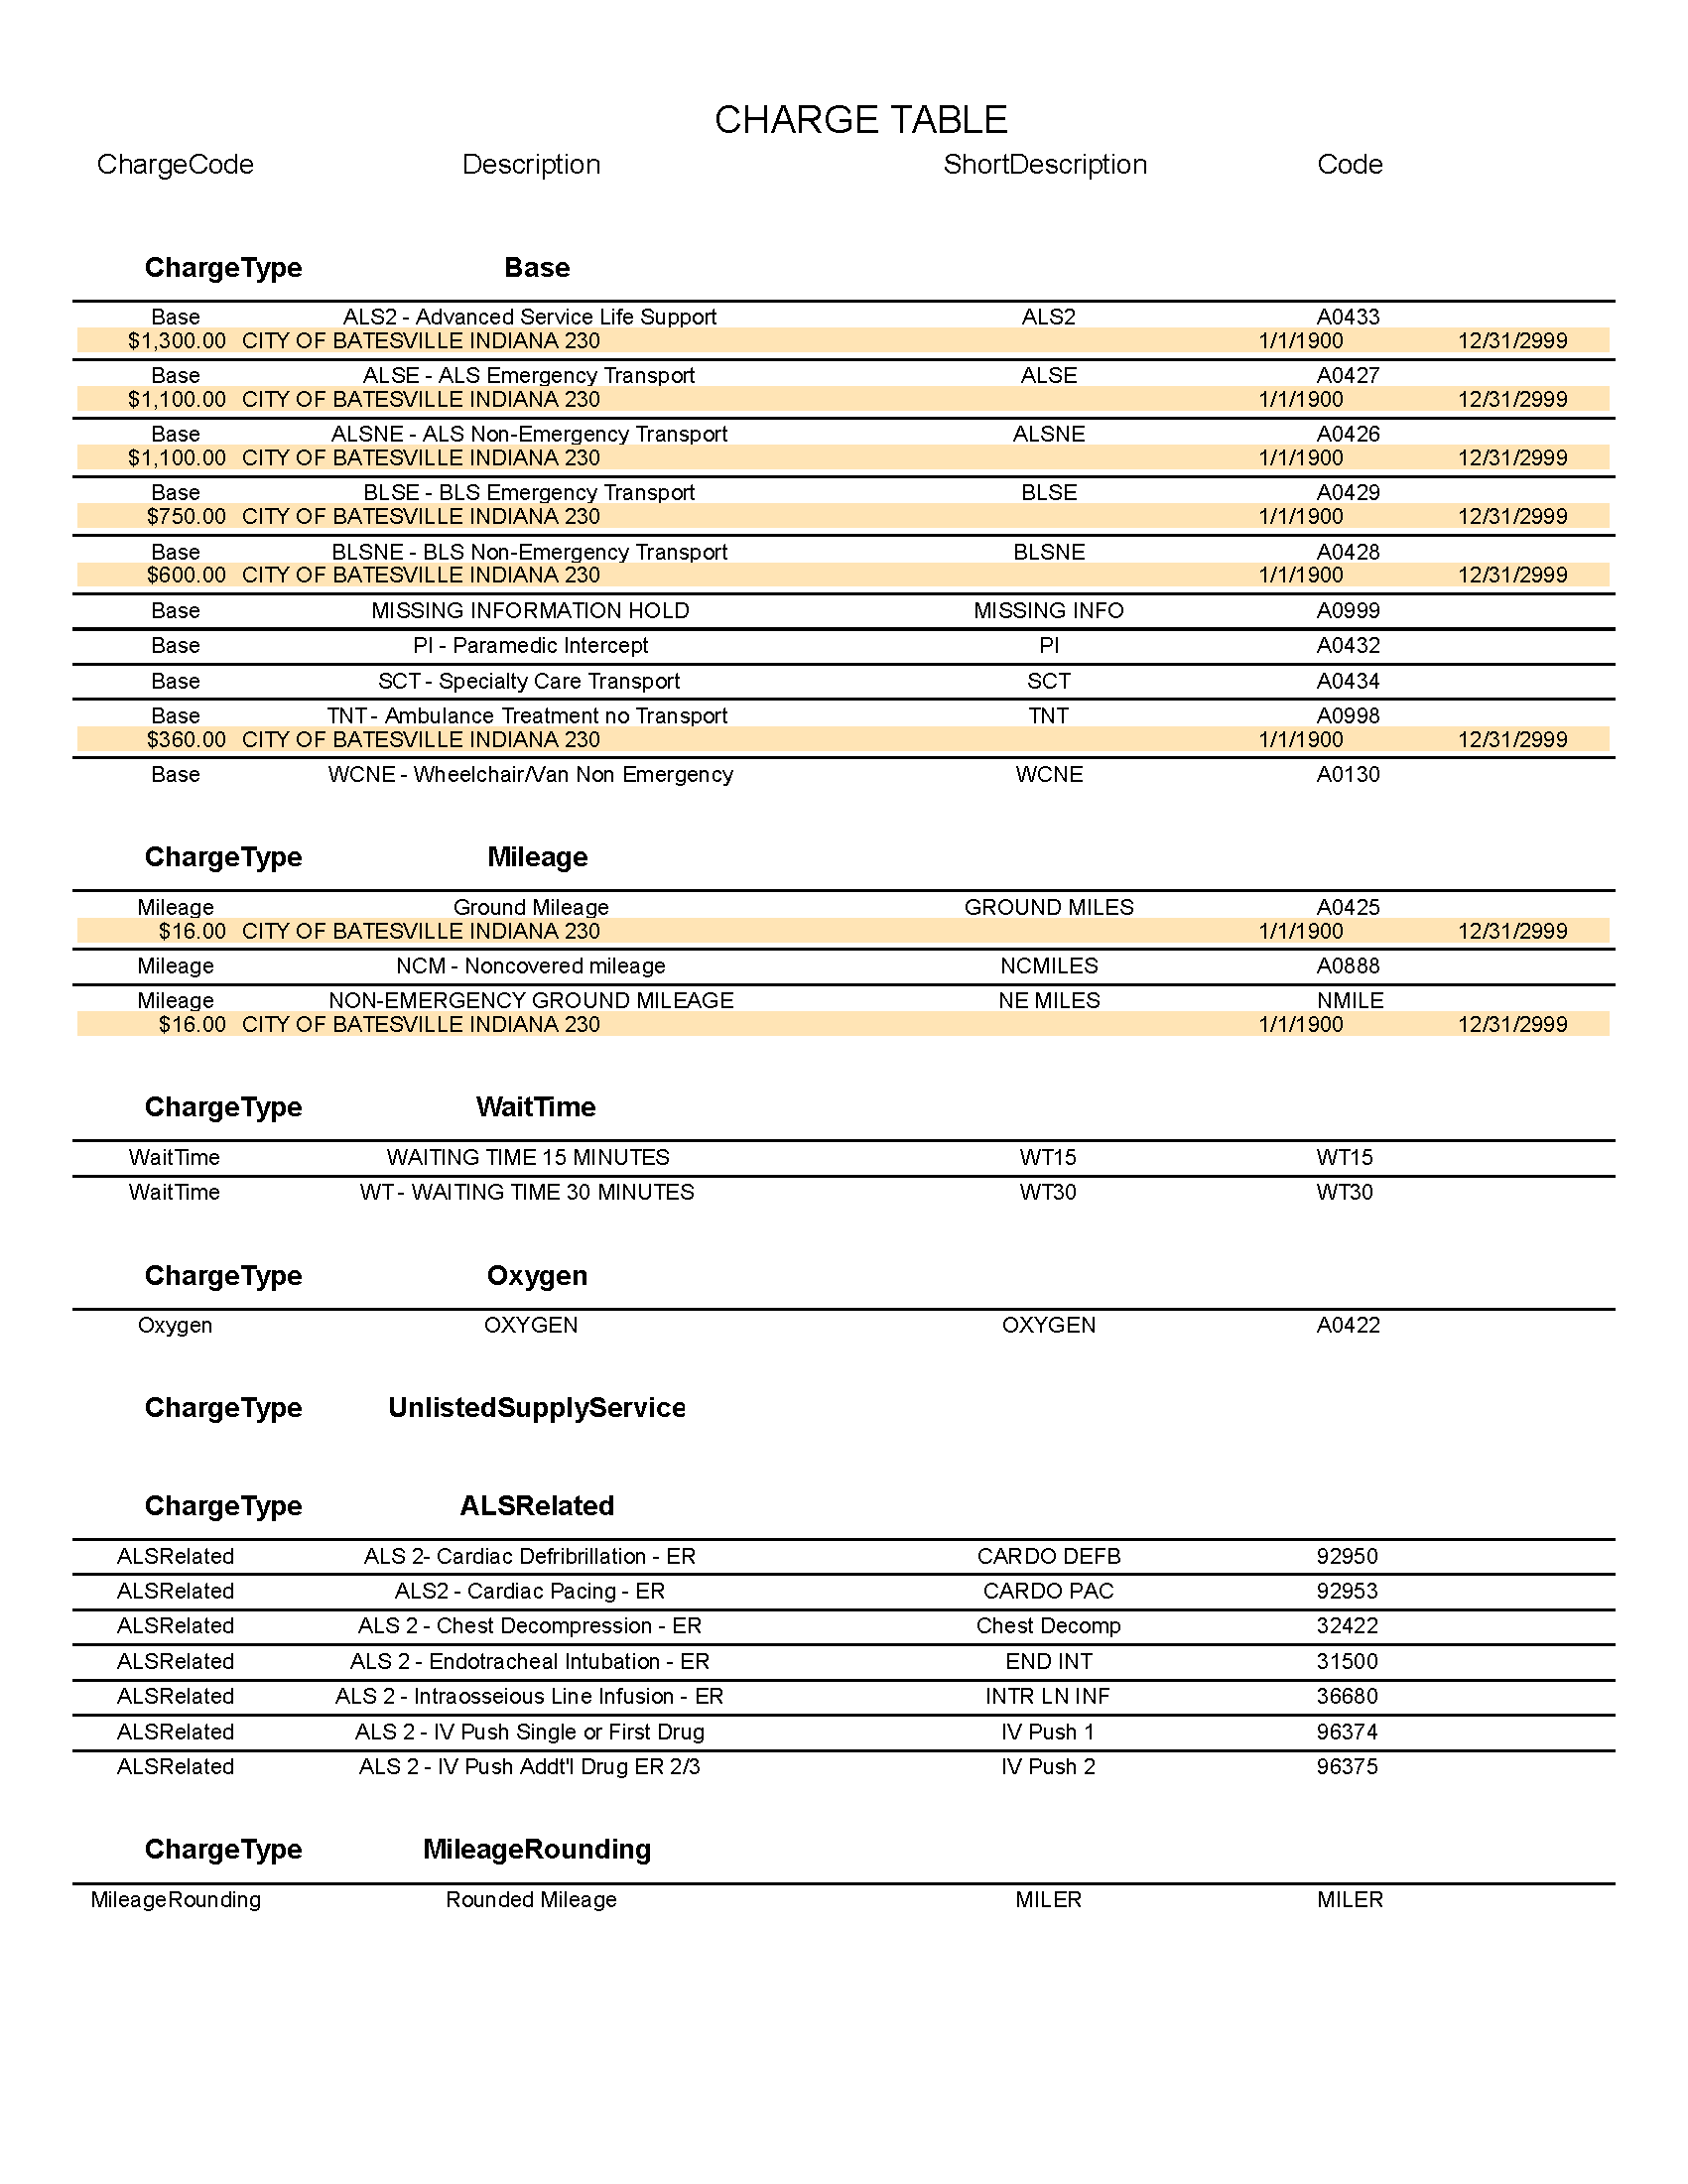 CHARGE TABLE
ChargeCode Description ShortDescription Code
ChargeType Base
Base ALS2 - Advanced Service Life Support ALS2 A0433
$1,300.00 CITY OF BATESVILLE INDIANA 230 1/1/1900 12/31/2999
Base ALSE - ALS Emergency Transport ALSE A0427
$1,100.00 CITY OF BATESVILLE INDIANA 230 1/1/1900 12/31/2999
Base ALSNE - ALS Non-Emergency Transport ALSNE A0426
$1,100.00 CITY OF BATESVILLE INDIANA 230 1/1/1900 12/31/2999
Base BLSE - BLS Emergency Transport BLSE A0429
$750.00 CITY OF BATESVILLE INDIANA 230 1/1/1900 12/31/2999
Base BLSNE - BLS Non-Emergency Transport BLSNE A0428
$600.00 CITY OF BATESVILLE INDIANA 230 1/1/1900 12/31/2999
Base MISSING INFORMATION HOLD MISSING INFO A0999
Base PI - Paramedic Intercept PI A0432
Base SCT - Specialty Care Transport SCT A0434
Base TNT - Ambulance Treatment no Transport TNT A0998
$360.00 CITY OF BATESVILLE INDIANA 230 1/1/1900 12/31/2999
Base WCNE - Wheelchair/Van Non Emergency WCNE A0130
ChargeType Mileage
Mileage Ground Mileage GROUND MILES A0425
$16.00 CITY OF BATESVILLE INDIANA 230 1/1/1900 12/31/2999
Mileage NCM - Noncovered mileage NCMILES A0888
Mileage NON-EMERGENCY GROUND MILEAGE NE MILES NMILE
$16.00 CITY OF BATESVILLE INDIANA 230 1/1/1900 12/31/2999
ChargeType WaitTime
WaitTime WAITING TIME 15 MINUTES WT15 WT15
WaitTime WT - WAITING TIME 30 MINUTES WT30 WT30
ChargeType Oxygen
Oxygen OXYGEN OXYGEN A0422
ChargeType UnlistedSupplyService
ChargeType ALSRelated
ALSRelated ALS 2- Cardiac Defribrillation - ER CARDO DEFB 92950
ALSRelated ALS2 - Cardiac Pacing - ER CARDO PAC 92953
ALSRelated ALS 2 - Chest Decompression - ER Chest Decomp 32422
ALSRelated ALS 2 - Endotracheal Intubation - ER END INT 31500
ALSRelated ALS 2 - Intraosseious Line Infusion - ER INTR LN INF 36680
ALSRelated ALS 2 - IV Push Single or First Drug IV Push 1 96374
ALSRelated ALS 2 - IV Push Addt'l Drug ER 2/3 IV Push 2 96375
ChargeType MileageRounding
MileageRounding Rounded Mileage MILER MILER